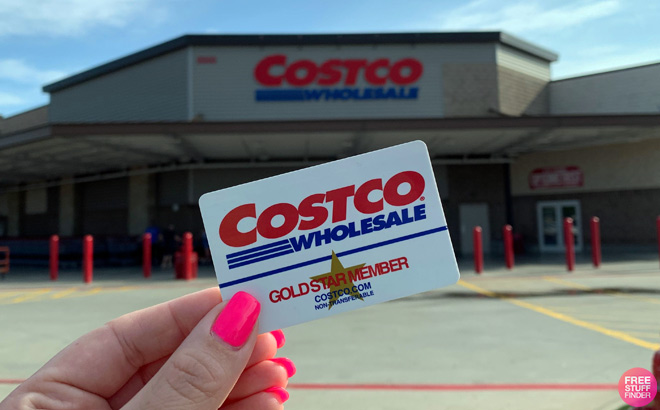 COSTCO
WHOLESALE
COSTCO®
WHOLESALE
GOLD STAR MEMBER
COSTCO.COM
NON-TRANSFERABLE
FREE
STUFF
FINDER